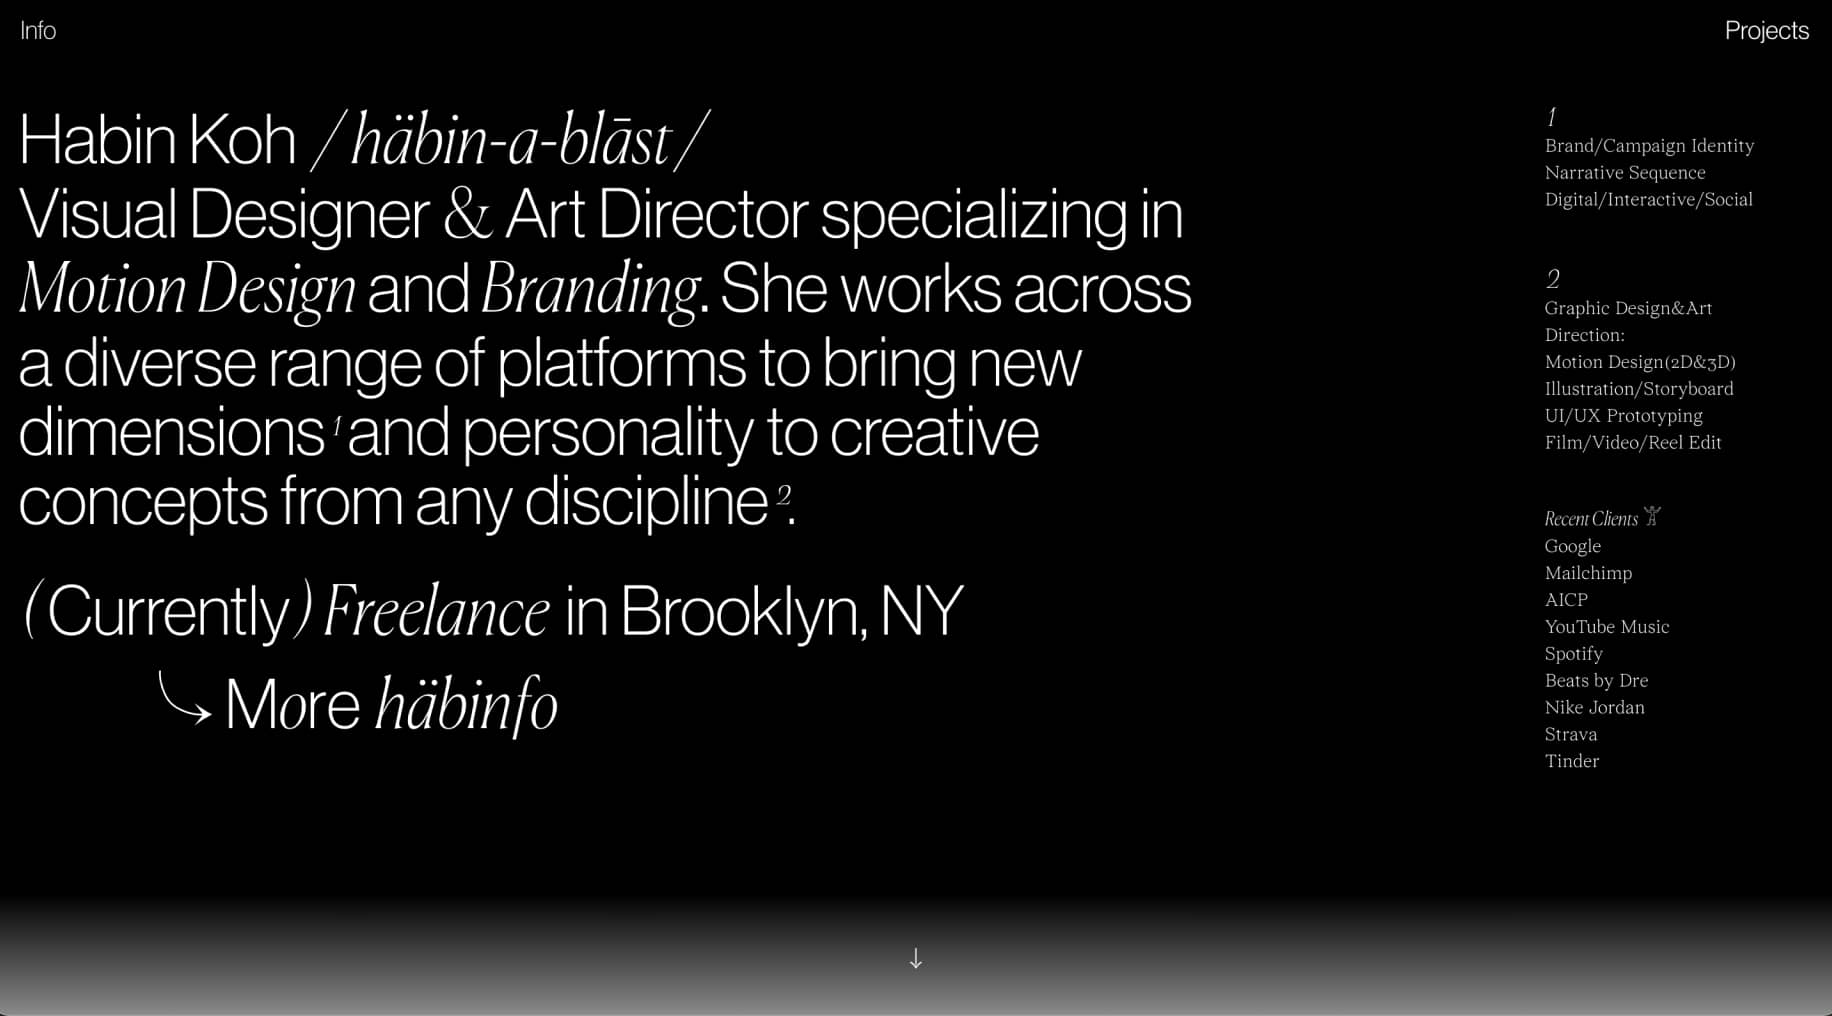 Info
Projects
Habin Koh /häbin-a-blāst/
Visual Designer & Art Director specializing in
Motion Design and Branding. She works across
a diverse range of platforms to bring new
dimensions 1 and personality to creative
concepts from any discipline 2.
(Currently) Freelance in Brooklyn, NY
More häbinfo
1
Brand/Campaign Identity
Narrative Sequence
Digital/Interactive/Social
2
Graphic Design&Art
Direction:
Motion Design(2D&3D)
Illustration/Storyboard
UI/UX Prototyping
Film/Video/Reel Edit
Recent Clients
Google
Mailchimp
AICP
YouTube Music
Spotify
Beats by Dre
Nike Jordan
Strava
Tinder